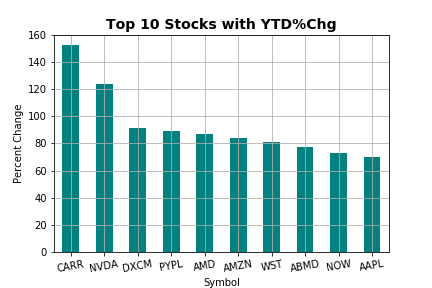 Top 10 Stocks with YTD%Chg
160
140
120
100
80
60
40
20
0
Percent Change
CARR NVDA DXCM PYPL AMD AMZN WST ABMD NOW AAPL
Symbol